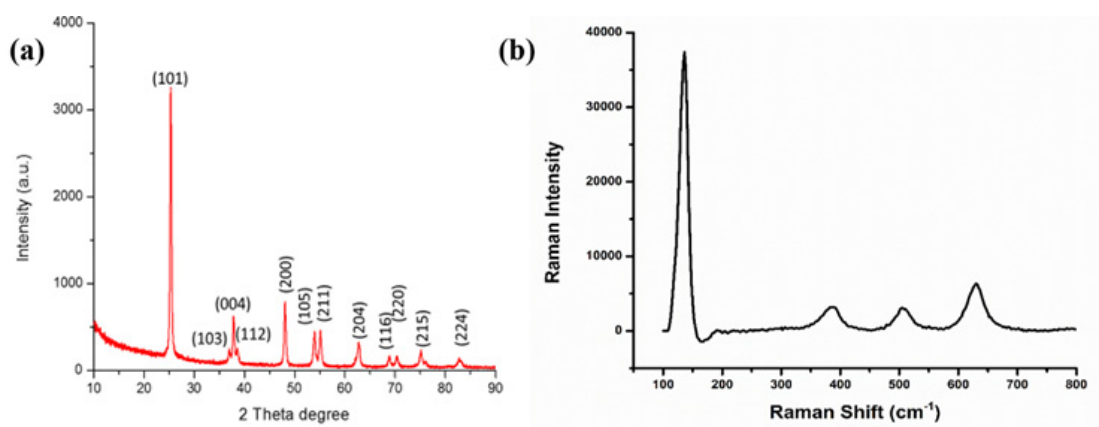 (a)
4000
3000
2000
1000
0
Intensity (a.u.)
(101)
(103)
(004)
(112)
(200)
(105)
(211)
(204)
(116)
(220)
(215)
(224)
10 20 30 40 50 60 70 80 90
2 Theta degree
(b)
40000
30000
20000
10000
0
Raman Intensity
100 200 300 400 500 600 700 800
Raman Shift (cm⁻¹)